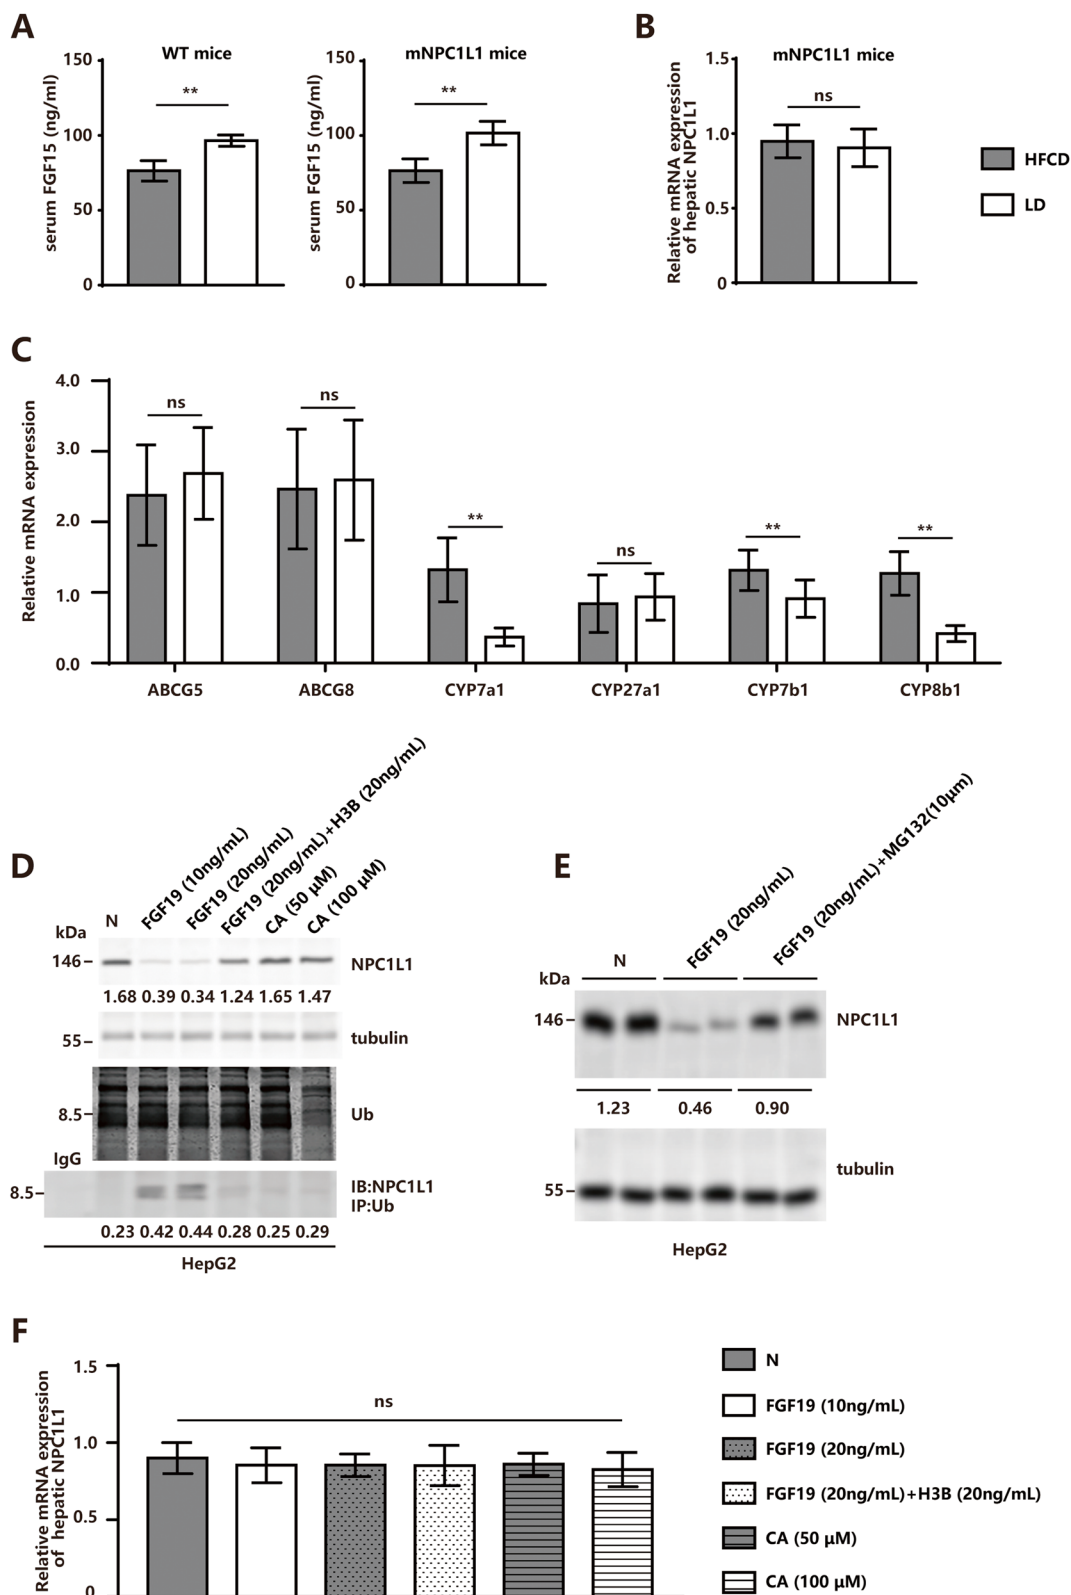 A
WT mice
serum FGF15 (ng/ml)
150
100
50
0
**
mNPC1L1 mice
serum FGF15 (ng/ml)
150
100
50
0
**
B
mNPC1L1 mice
Relative mRNA expression
of hepatic NPC1L1
1.5
1.0
0.5
0
ns
HFCD
LD
C
Relative mRNA expression
4.0
3.0
2.0
1.0
0.0
ns
ns
**
ns
**
**
ABCG5
ABCG8
CYP7a1
CYP27a1
CYP7b1
CYP8b1
D
N
FGF19 (10ng/mL)
FGF19 (20ng/mL)
FGF19 (20ng/mL)+H3B (20ng/mL)
CA (50 μM)
CA (100 μM)
kDa
146
NPC1L1
1.68 0.39 0.34 1.24 1.65 1.47
55
tubulin
8.5
Ub
IgG
8.5
IB:NPC1L1
IP:Ub
0.23 0.42 0.44 0.28 0.25 0.29
HepG2
E
N
FGF19 (20ng/mL)
FGF19 (20ng/mL)+MG132(10μm)
kDa
146
NPC1L1
1.23 0.46 0.90
tubulin
55
HepG2
F
Relative mRNA expression
of hepatic NPC1L1
1.5
1.0
0.5
0
ns
N
FGF19 (10ng/mL)
FGF19 (20ng/mL)
FGF19 (20ng/mL)+H3B (20ng/mL)
CA (50 μM)
CA (100 μM)